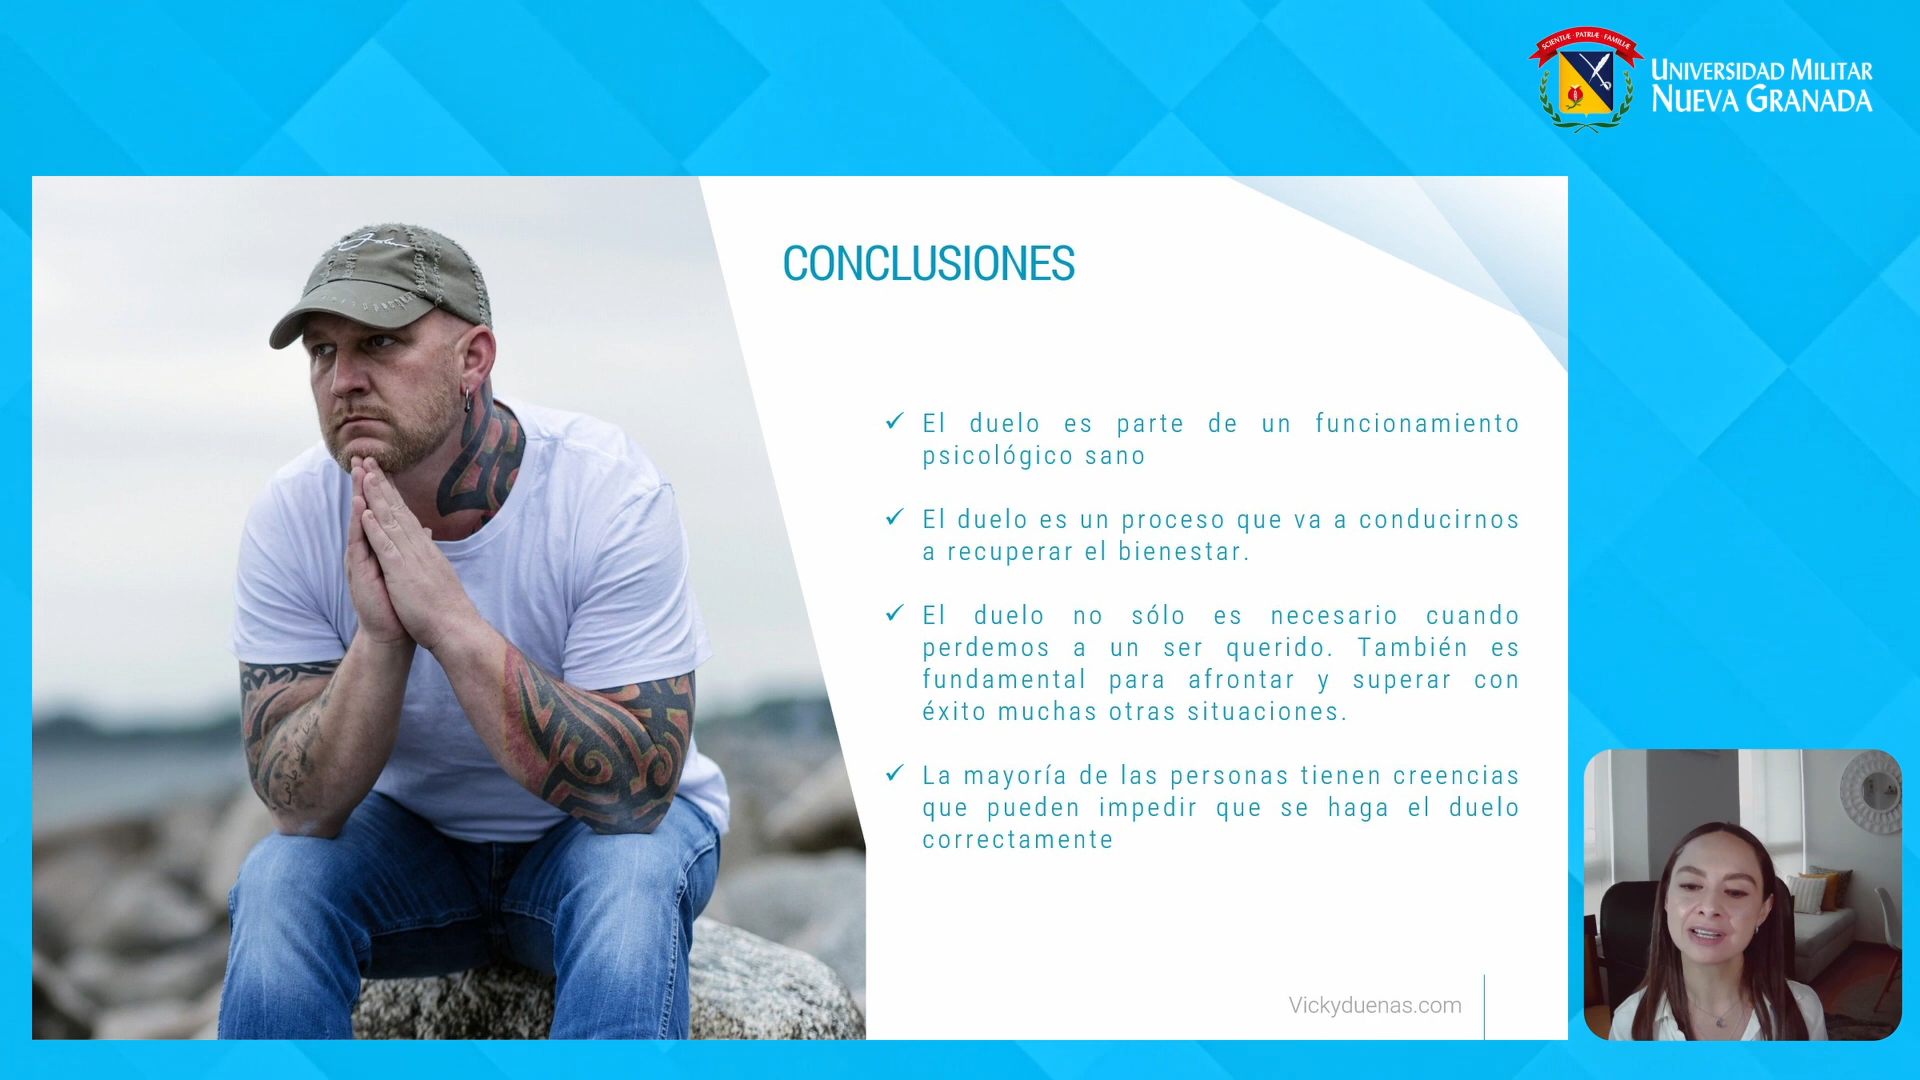 SCIENTIÆ · PATRIÆ · FAMILIÆ
UNIVERSIDAD MILITAR
NUEVA GRANADA
CONCLUSIONES
✓ El duelo es parte de un funcionamiento
psicológico sano
✓ El duelo es un proceso que va a conducirnos
a recuperar el bienestar.
✓ El duelo no sólo es necesario cuando
perdemos a un ser querido. También es
fundamental para afrontar y superar con
éxito muchas otras situaciones.
✓ La mayoría de las personas tienen creencias
que pueden impedir que se haga el duelo
correctamente
Vickyduenas.com